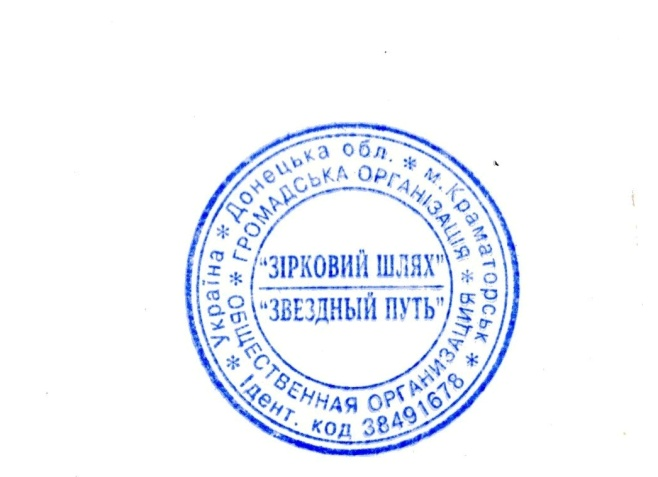 * Україна * Донецька обл. * м. Краматорськ
* Ідент. код 38491678
* ГРОМАДСЬКА ОРГАНІЗАЦІЯ
* ОБЩЕСТВЕННАЯ ОРГАНИЗАЦИЯ
"ЗІРКОВИЙ ШЛЯХ"
"ЗВЕЗДНЫЙ ПУТЬ"